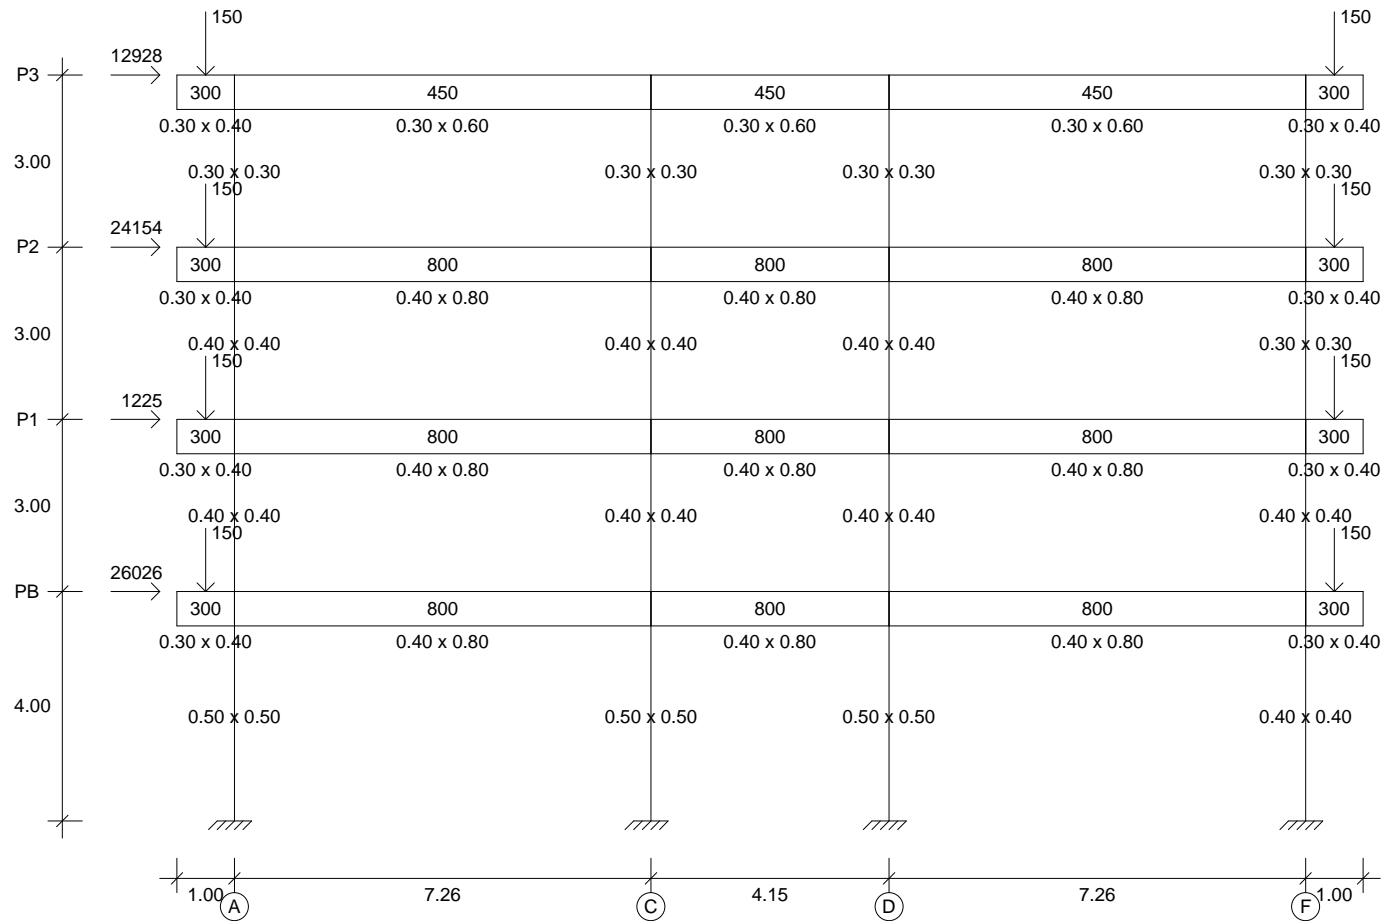 150 150
12928
P3
300 450 450 450 300
0.30 x 0.40 0.30 x 0.60 0.30 x 0.60 0.30 x 0.60 0.30 x 0.40
3.00
0.30 x 0.30 0.30 x 0.30 0.30 x 0.30 0.30 x 0.30
150 150
24154
P2
300 800 800 800 300
0.30 x 0.40 0.40 x 0.80 0.40 x 0.80 0.40 x 0.80 0.30 x 0.40
3.00
0.40 x 0.40 0.40 x 0.40 0.40 x 0.40 0.30 x 0.30
150 150
1225
P1
300 800 800 800 300
0.30 x 0.40 0.40 x 0.80 0.40 x 0.80 0.40 x 0.80 0.30 x 0.40
3.00
0.40 x 0.40 0.40 x 0.40 0.40 x 0.40 0.40 x 0.40
150 150
26026
PB
300 800 800 800 300
0.30 x 0.40 0.40 x 0.80 0.40 x 0.80 0.40 x 0.80 0.30 x 0.40
4.00
0.50 x 0.50 0.50 x 0.50 0.50 x 0.50 0.40 x 0.40
1.00 7.26 4.15 7.26 1.00
A C D F